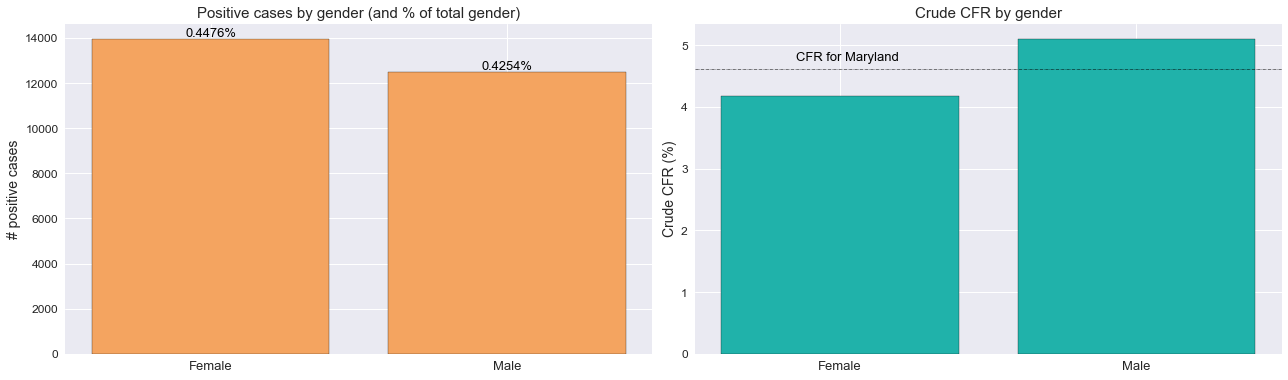 Positive cases by gender (and % of total gender)
# positive cases
14000
12000
10000
8000
6000
4000
2000
0
0.4476%
0.4254%
Female
Male
Crude CFR by gender
Crude CFR (%)
5
4
3
2
1
0
CFR for Maryland
Female
Male